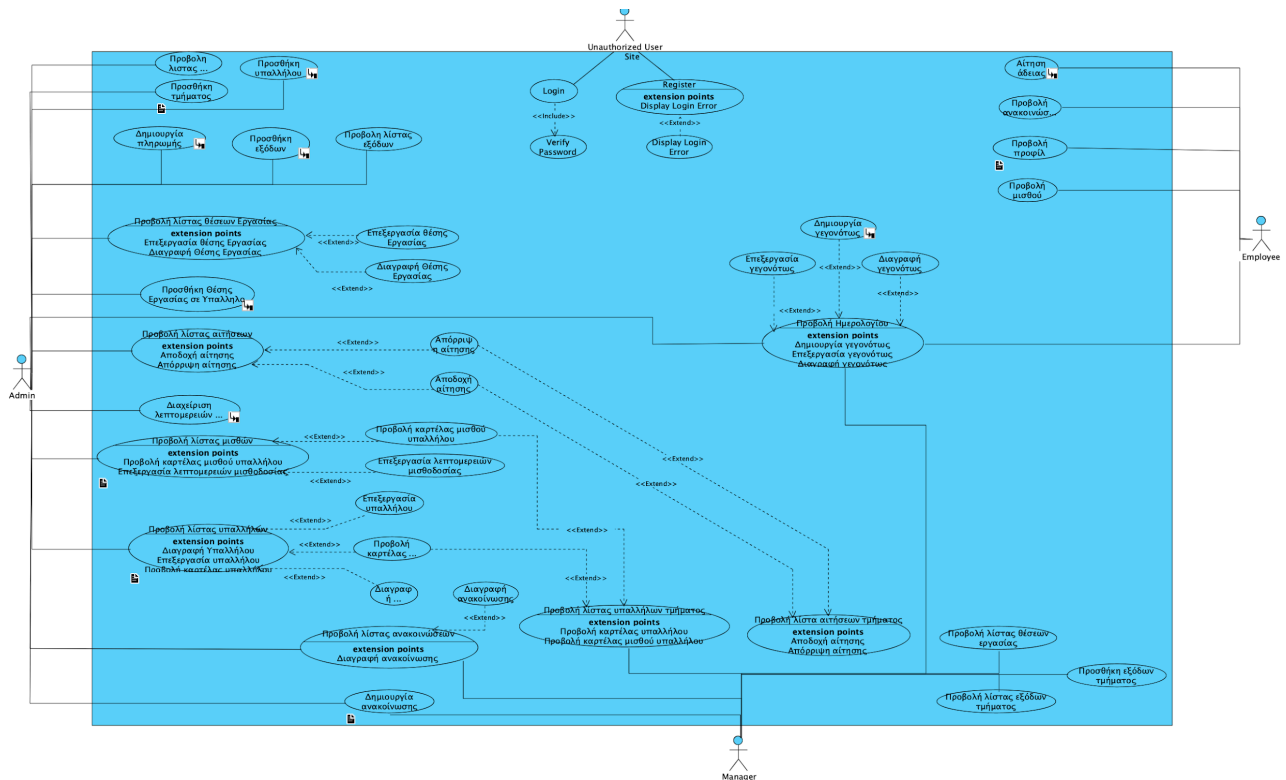 Unauthorized User
Site
Προβολη
λιστας ...
Προσθήκη
υπαλλήλου
Προσθήκη
τμήματος
Login
Register
extension points
Display Login Error
<<Include>>
<<Extend>>
Verify
Password
Display Login
Error
Αίτηση
άδειας
Προβολή
ανακοινώσ...
Προβολή
προφίλ
Προβολή
μισθού
Δημιουργία
πληρωμής
Προσθήκη
εξόδων
Προβολη λίστας
εξόδων
Προβολή λίστας θέσεων Εργασίας
extension points
Επεξεργασία θέσης Εργασίας
Διαγραφή Θέσης Εργασίας
<<Extend>>
Επεξεργασία θέσης
Εργασίας
Διαγραφή Θέσης
Εργασίας
<<Extend>>
Προσθήκη Θέσης
Εργασίας σε Υπαλληλο
Δημιουργία
γεγονότως
Επεξεργασία
γεγονότως
Διαγραφή
γεγονότως
<<Extend>>
<<Extend>>
<<Extend>>
Προβολή Ημερολογίου
extension points
Δημιουργία γεγονότως
Επεξεργασία γεγονότως
Διαγραφή γεγονότως
Employee
Admin
Προβολή λίστας αιτήσεων
extension points
Αποδοχή αίτησης
Απόρριψη αίτησης
<<Extend>>
<<Extend>>
Απόρριψ
η αίτησης
Αποδοχή
αίτησης
Διαχείριση
λεπτομερειών ...
Προβολή λίστας μισθών
extension points
Προβολή καρτέλας μισθού υπαλλήλου
Επεξεργασία λεπτομερειών μισθοδοσίας
<<Extend>>
<<Extend>>
Προβολή καρτέλας μισθού
υπαλλήλου
Επεξεργασία λεπτομερειών
μισθοδοσίας
<<Extend>>
<<Extend>>
<<Extend>>
Επεξεργασία
υπαλλήλου
Προβολή λίστας υπαλλήλων
extension points
Διαγραφή Υπαλλήλου
Επεξεργασία υπαλλήλου
Προβολή καρτέλας υπαλλήλου
<<Extend>>
<<Extend>>
<<Extend>>
Προβολή
καρτέλας ...
Διαγραφ
ή ...
<<Extend>>
Διαγραφή
ανακοίνωσης
<<Extend>>
Προβολή λίστας ανακοινώσεων
extension points
Διαγραφή ανακοίνωσης
Προβολή λίστας υπαλλήλων τμήματος
extension points
Προβολή καρτέλας υπαλλήλου
Προβολή καρτέλας μισθού υπαλλήλου
Προβολή λίστα αιτήσεων τμήματος
extension points
Αποδοχή αίτησης
Απόρριψη αίτησης
Προβολή λίστας θέσεων
εργασίας
Προσθήκη εξόδων
τμήματος
Προβολή λίστας εξόδων
τμήματος
Δημιουργία
ανακοίνωσης
Manager